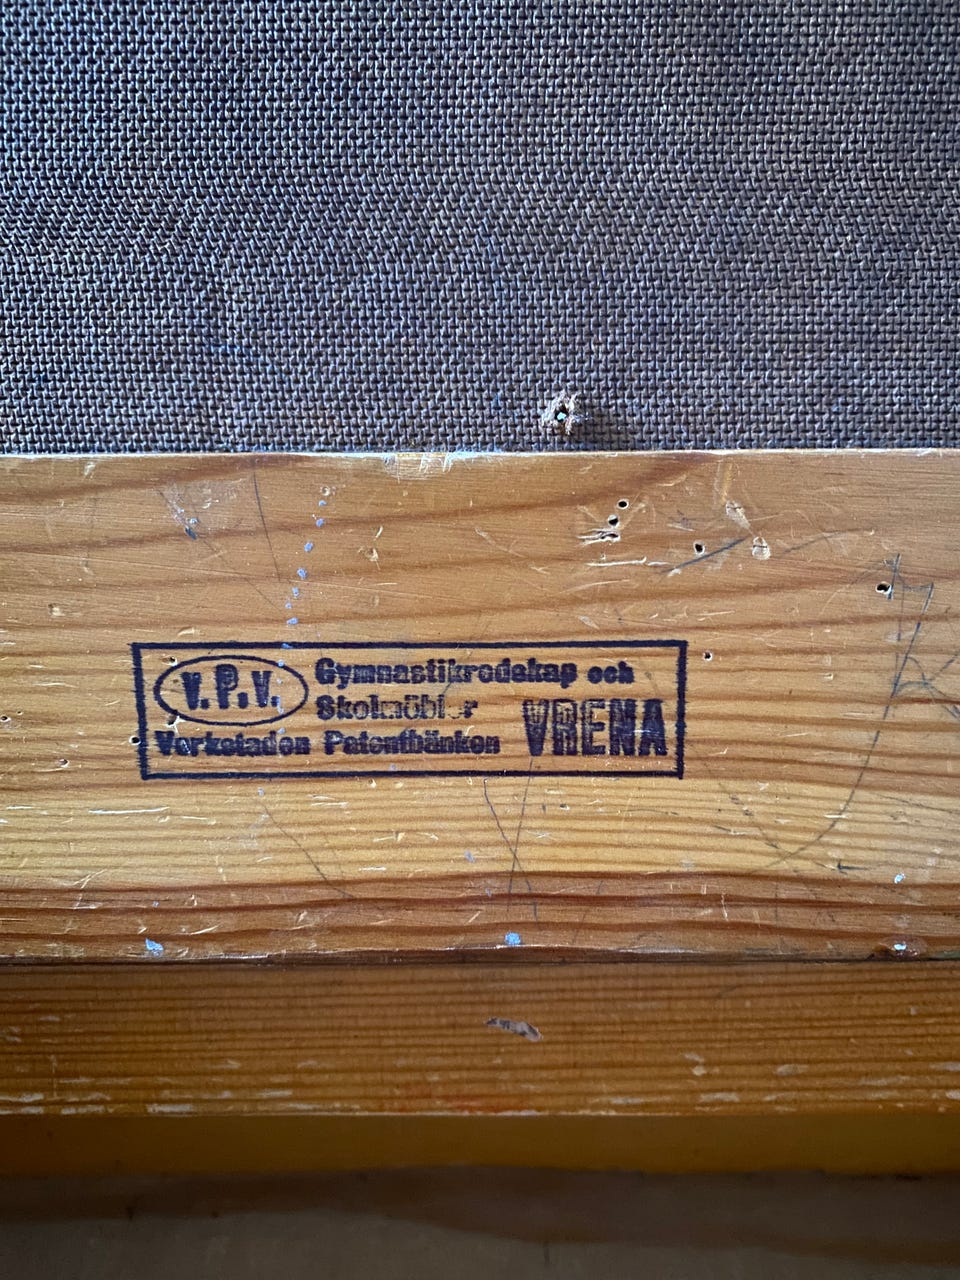 V.P.V.
Gymnastikredskap och
Skolmöbler
Verkstaden Patentbänken
VRENA